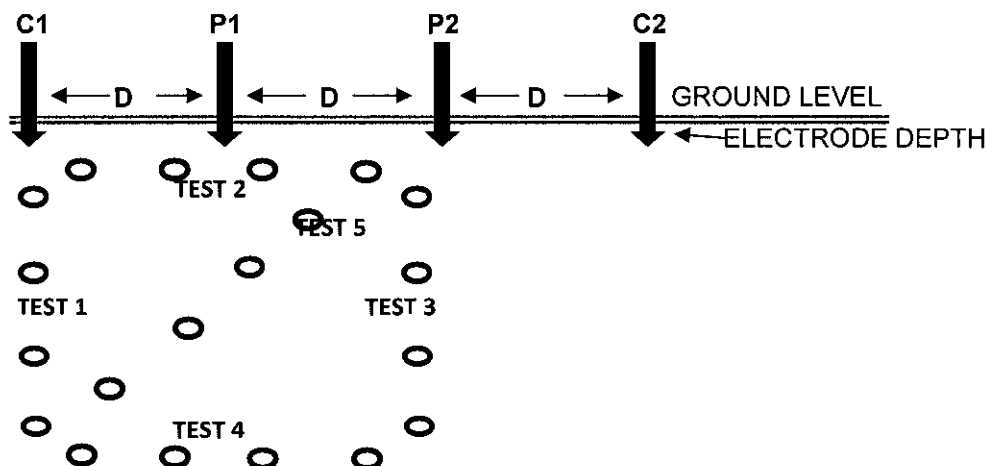 C1 P1 P2 C2
D D D
GROUND LEVEL
ELECTRODE DEPTH
TEST 2
TEST 5
TEST 1 TEST 3
TEST 4